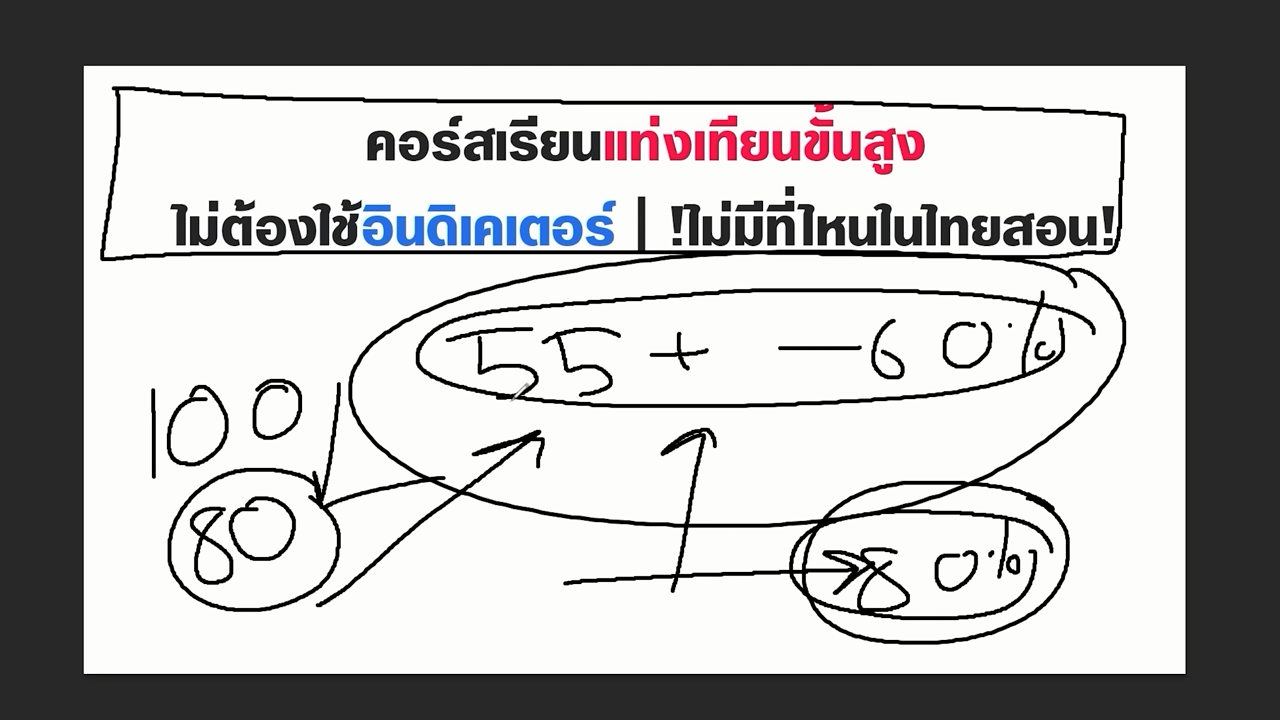 คอร์สเรียนแท่งเทียนขั้นสูง
ไม่ต้องใช้อินดิเคเตอร์ | !ไม่มีที่ไหนในไทยสอน!
55+ - 60%
100
80
80%